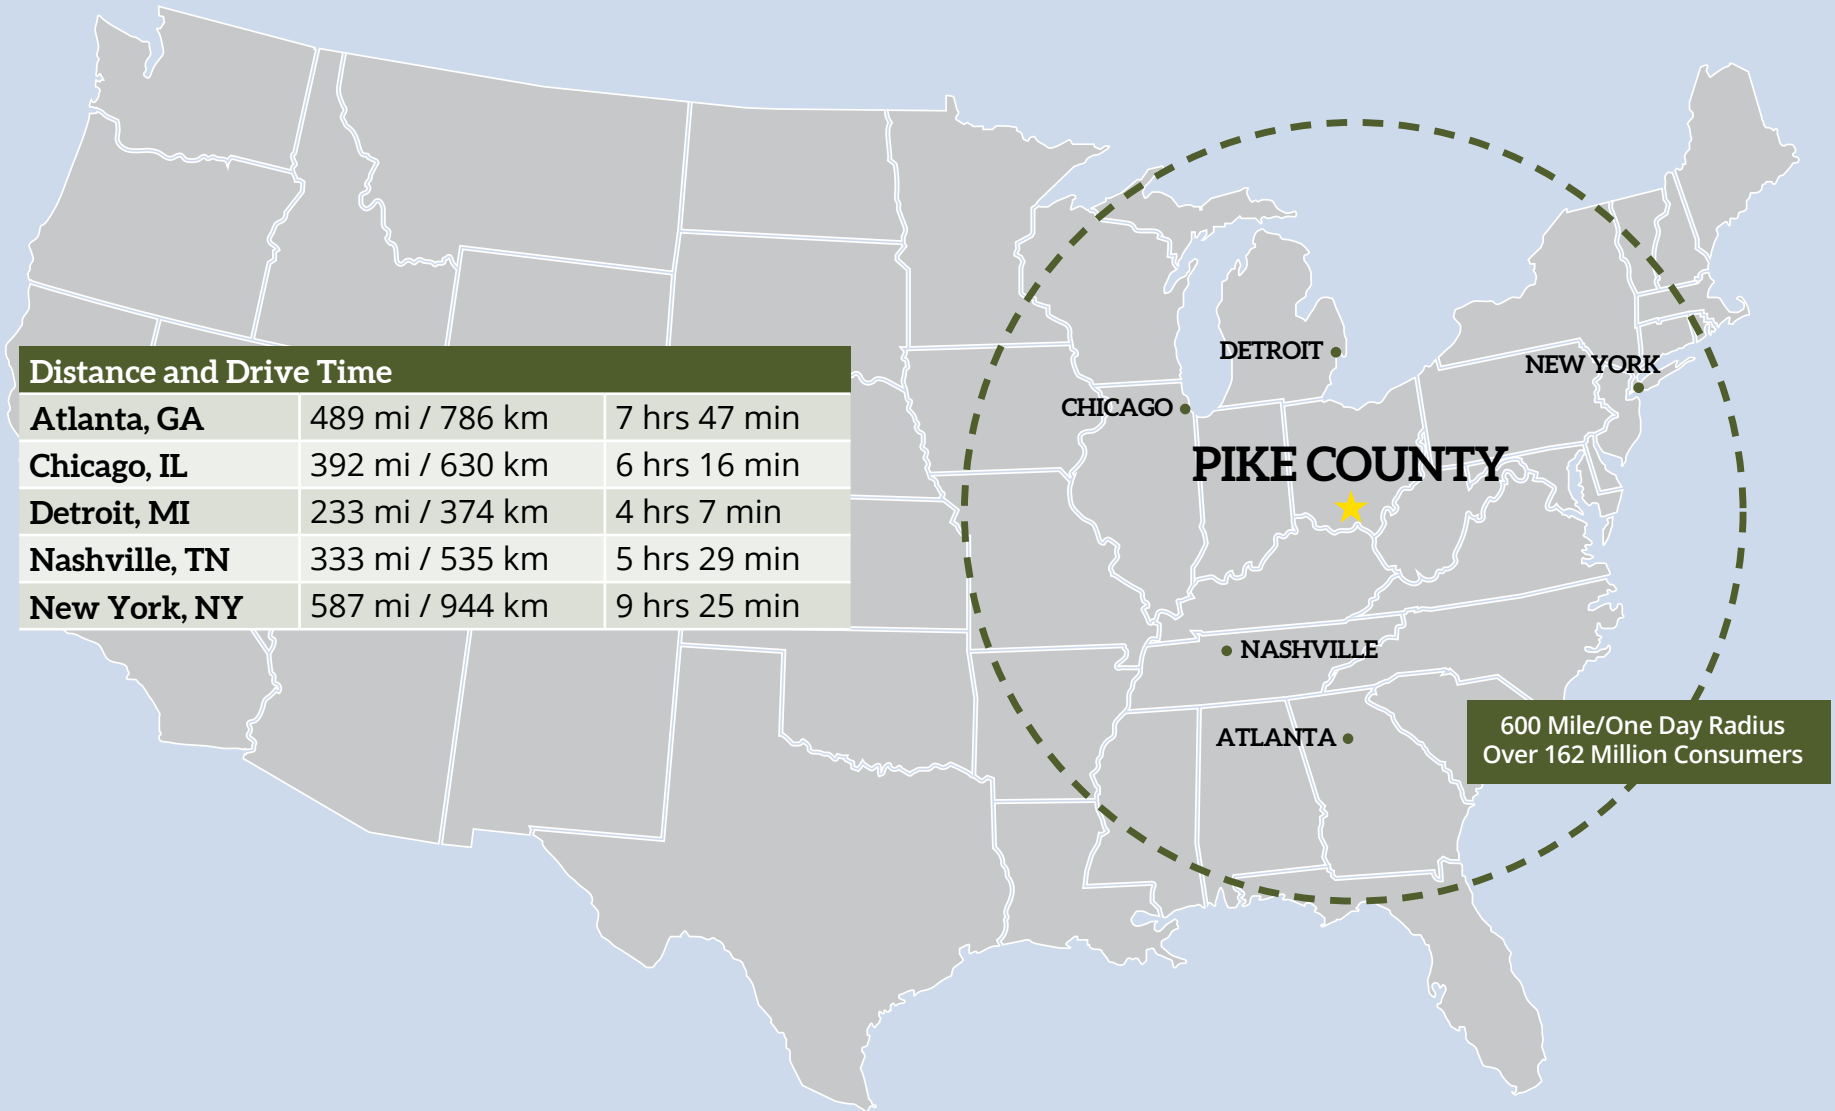 DETROIT
NEW YORK
Distance and Drive Time
Atlanta, GA 489 mi / 786 km 7 hrs 47 min
Chicago, IL 392 mi / 630 km 6 hrs 16 min
Detroit, MI 233 mi / 374 km 4 hrs 7 min
Nashville, TN 333 mi / 535 km 5 hrs 29 min
New York, NY 587 mi / 944 km 9 hrs 25 min
CHICAGO
PIKE COUNTY
NASHVILLE
ATLANTA
600 Mile/One Day Radius
Over 162 Million Consumers